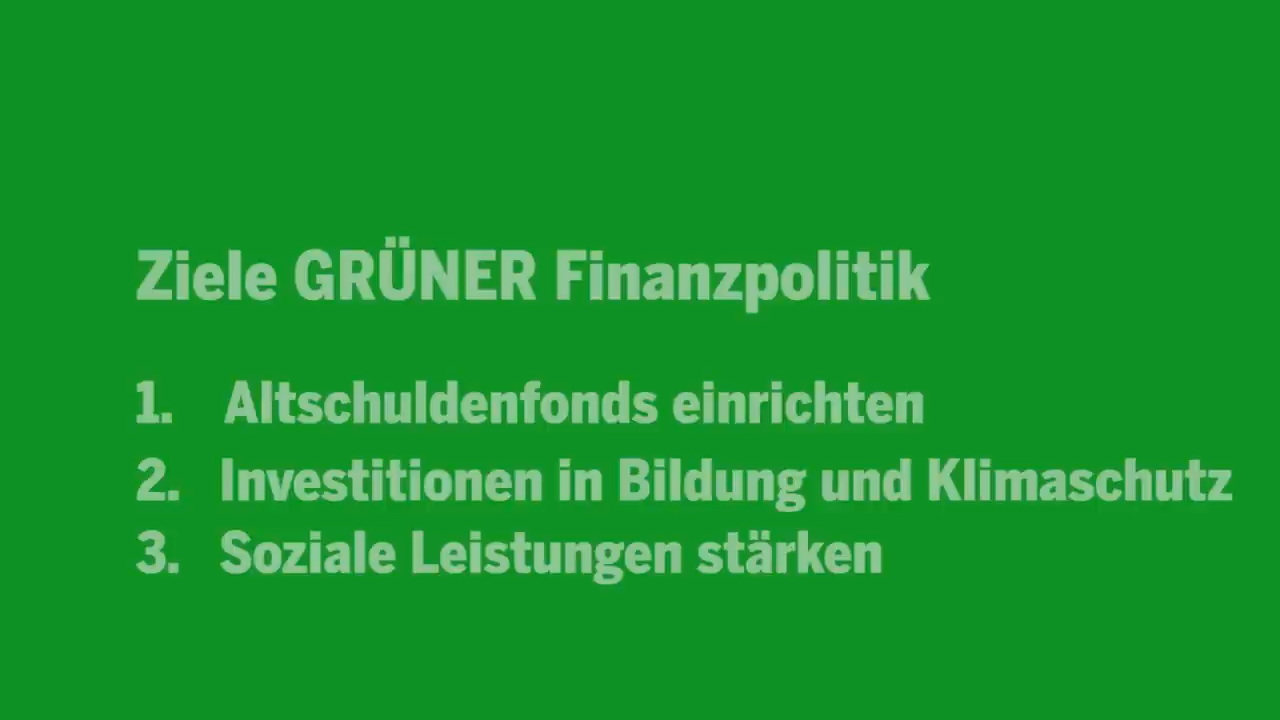 Ziele GRÜNER Finanzpolitik
1. Altschuldenfonds einrichten
2. Investitionen in Bildung und Klimaschutz
3. Soziale Leistungen stärken